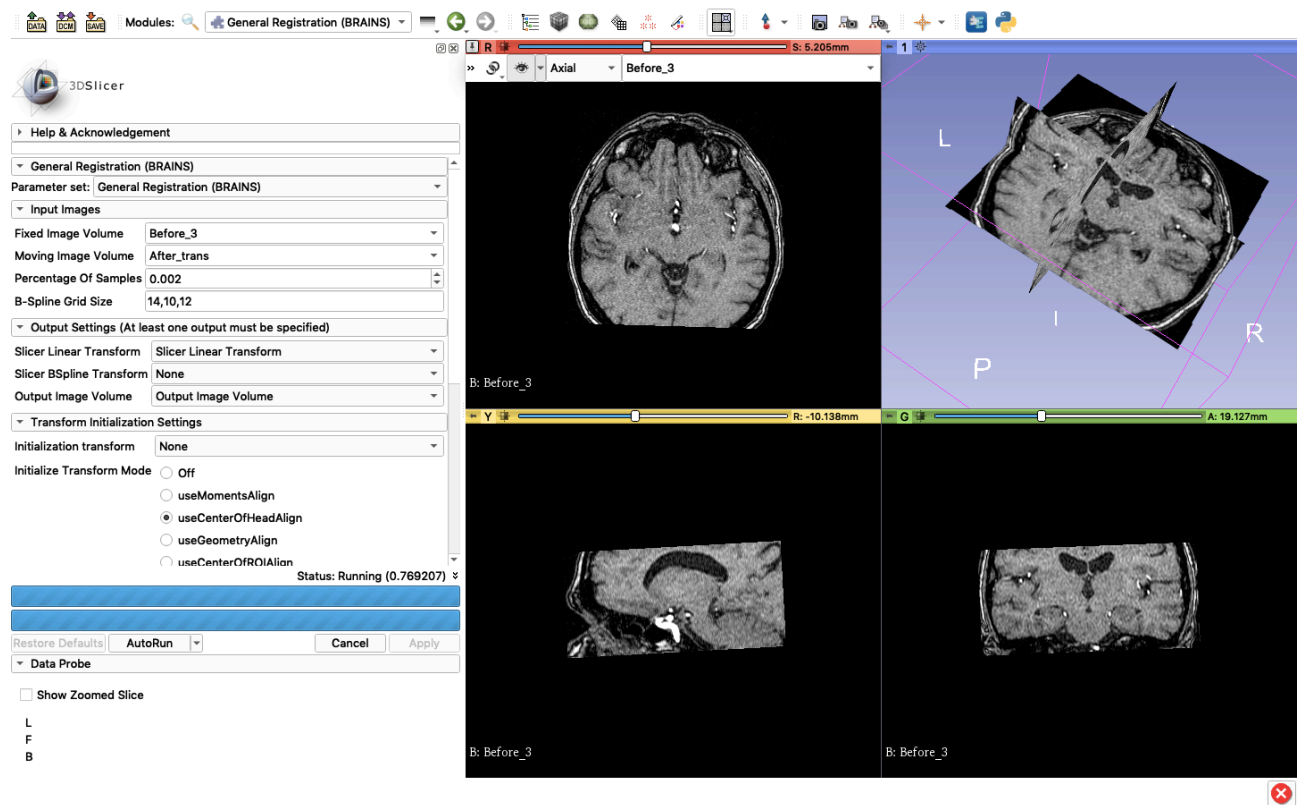 DATA DCM SAVE Modules: General Registration (BRAINS)
R S: 5.205mm 1
Axial Before_3
3DSlicer
Help & Acknowledgement
General Registration (BRAINS)
Parameter set: General Registration (BRAINS)
Input Images
Fixed Image Volume Before_3
Moving Image Volume After_trans
Percentage Of Samples 0.002
B-Spline Grid Size 14,10,12
Output Settings (At least one output must be specified)
Slicer Linear Transform Slicer Linear Transform
Slicer BSpline Transform None
Output Image Volume Output Image Volume
Transform Initialization Settings
Initialization transform None
Initialize Transform Mode Off
useMomentsAlign
useCenterOfHeadAlign
useGeometryAlign
useCenterOfROIAlign
Status: Running (0.769207)
Restore Defaults AutoRun Cancel Apply
Data Probe
Show Zoomed Slice
L
F
B
B: Before_3
L
I
R
P
Y R: -10.138mm
G A: 19.127mm
B: Before_3
B: Before_3